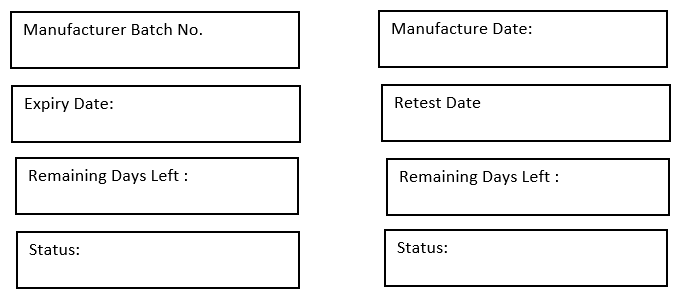 Manufacturer Batch No.
Manufacture Date:
Expiry Date:
Retest Date
Remaining Days Left :
Remaining Days Left :
Status:
Status: